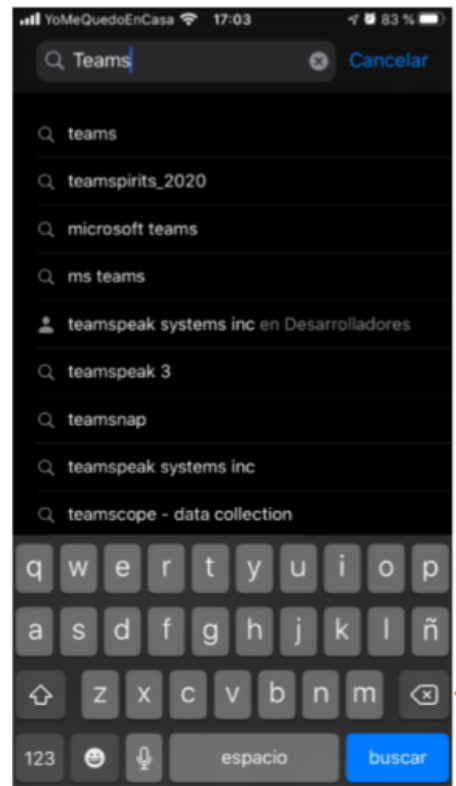 YoMeQuedoEnCasa 17:03 83 %
Teams Cancelar
teams
teamspirits_2020
microsoft teams
ms teams
teamspeak systems inc en Desarrolladores
teamspeak 3
teamsnap
teamspeak systems inc
teamscope - data collection
q w e r t y u i o p
a s d f g h j k l ñ
z x c v b n m
123 espacio buscar